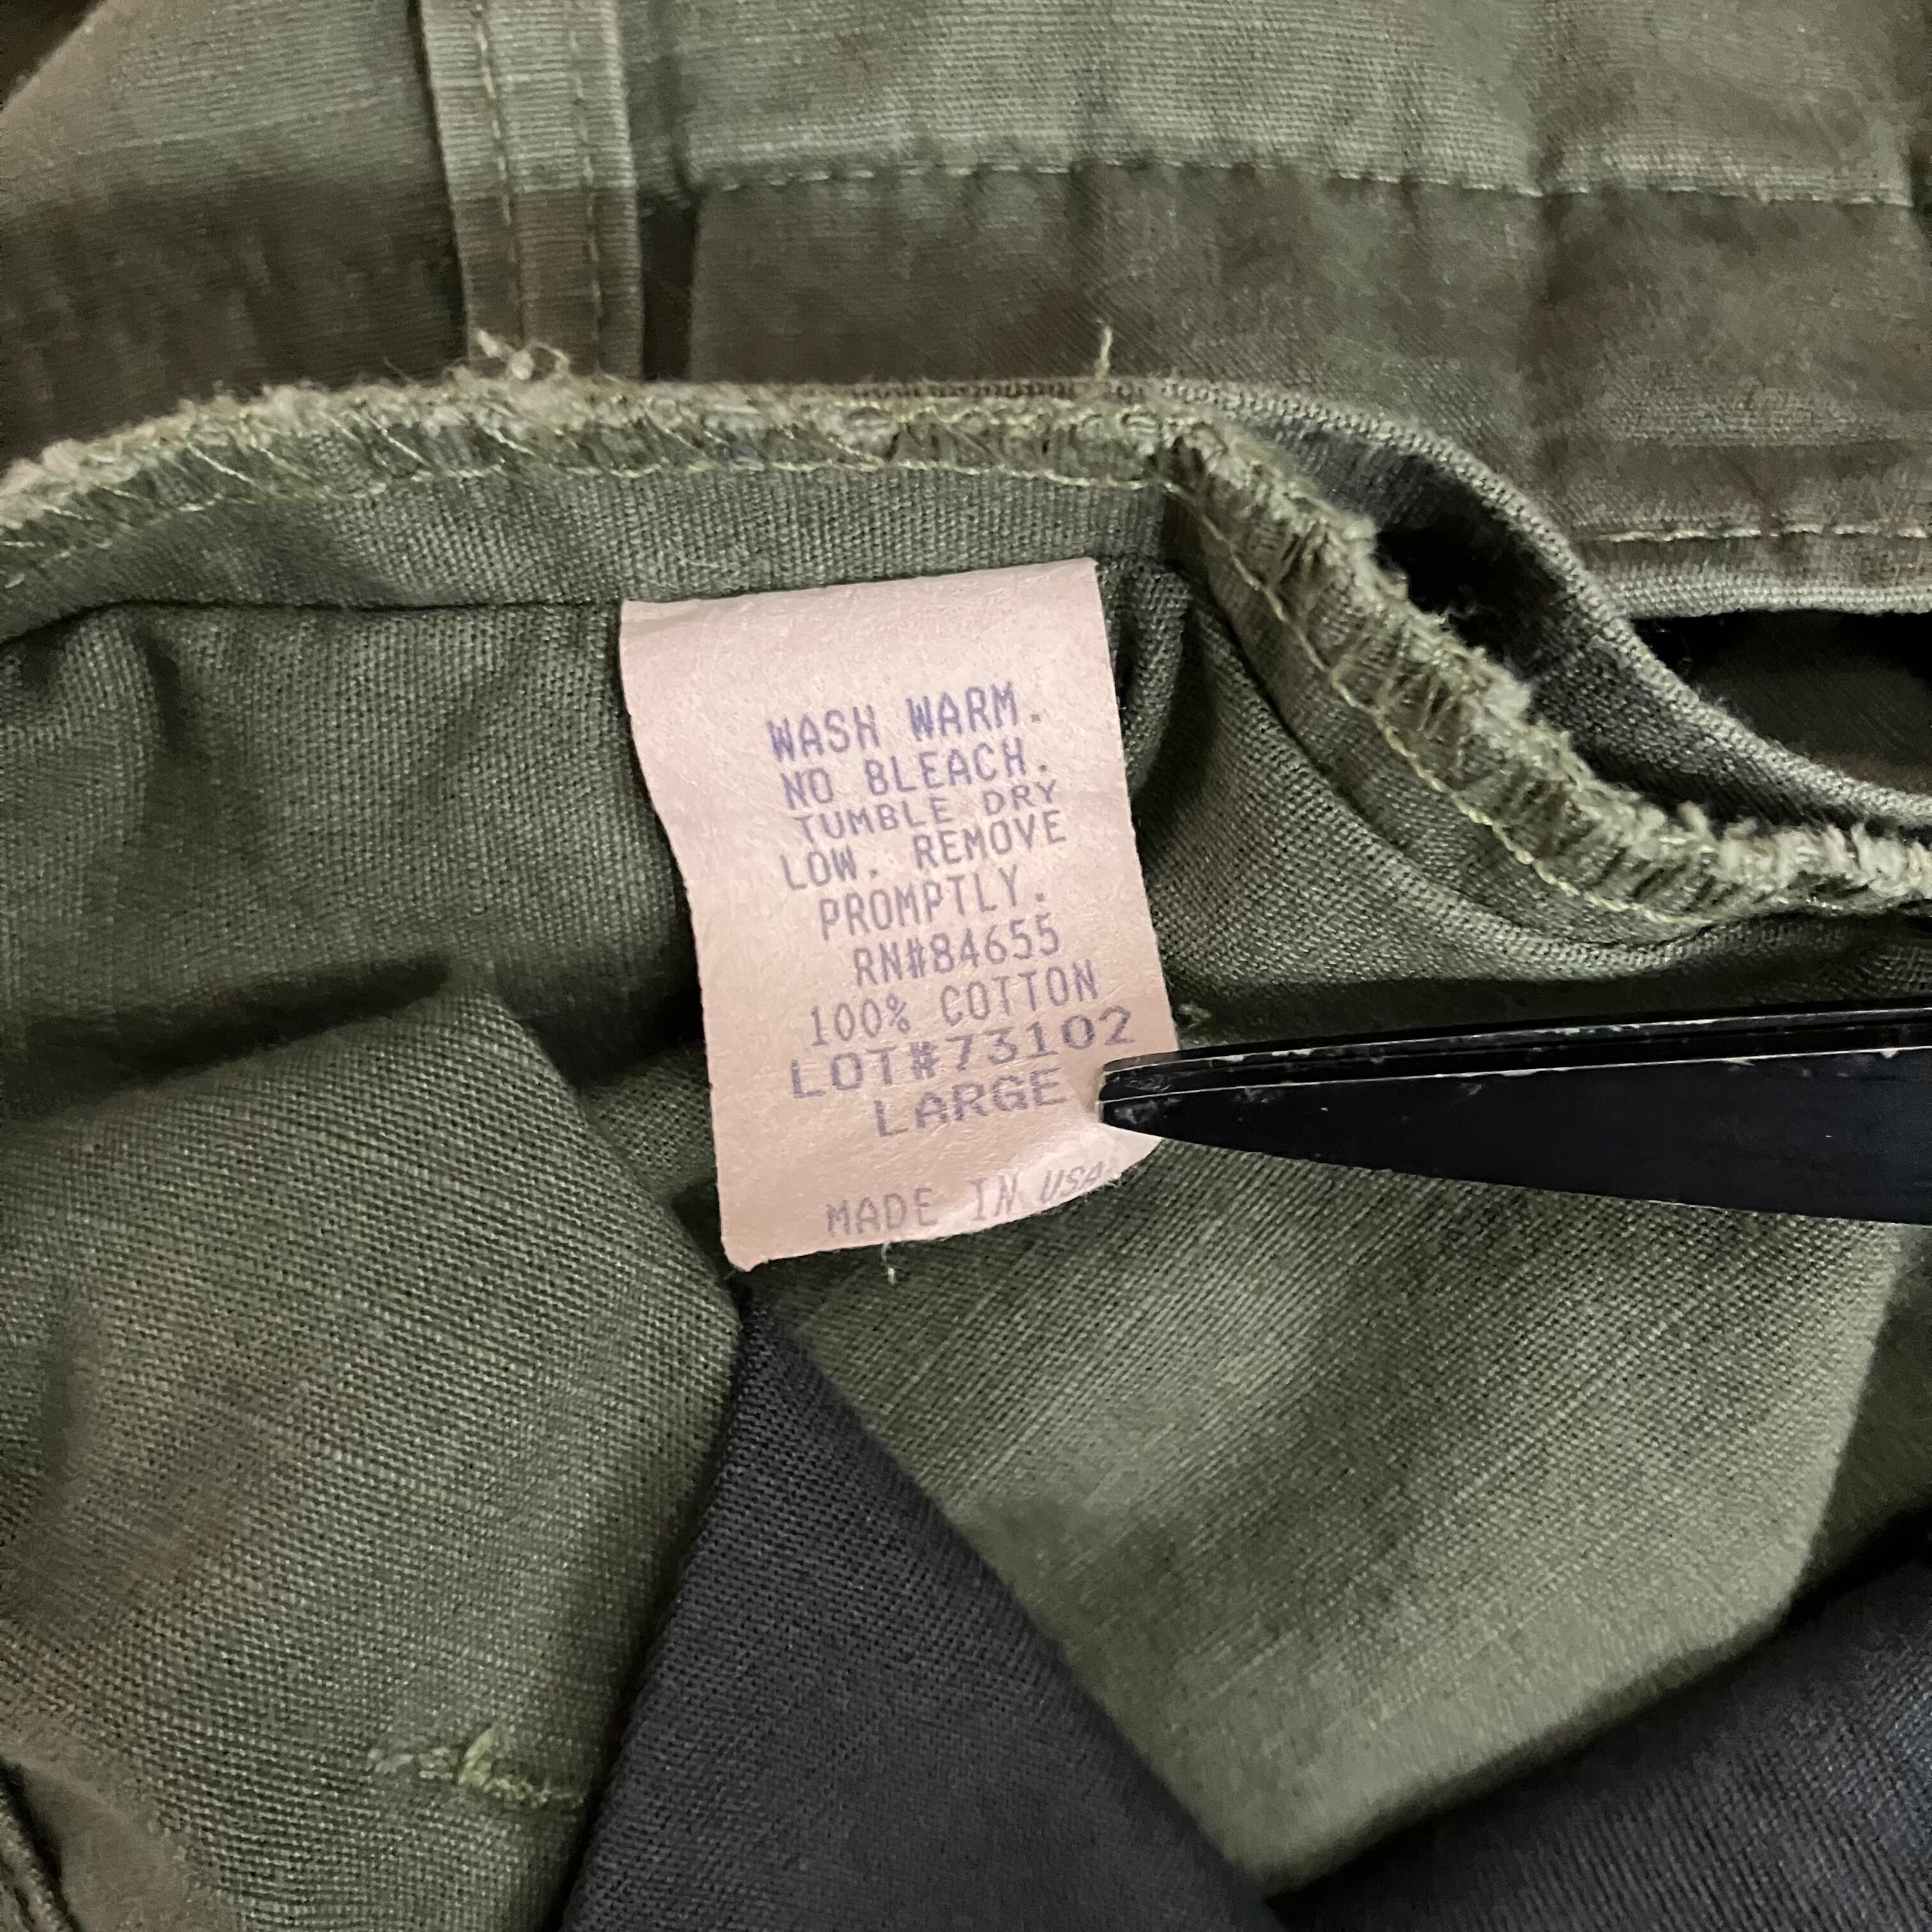 WASH WARM.
NO BLEACH.
TUMBLE DRY
LOW. REMOVE
PROMPTLY.
RN#84655
100% COTTON
LOT#73102
LARGE
MADE IN USA